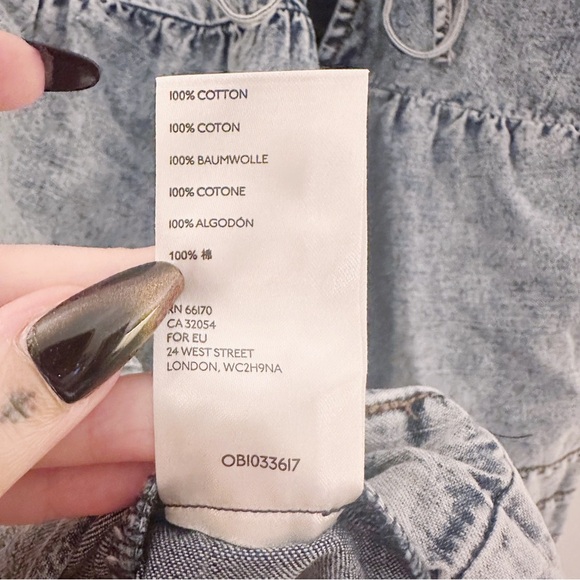 100% COTTON
100% COTON
100% BAUMWOLLE
100% COTONE
100% ALGODÓN
100% 棉
RN 66170
CA 32054
FOR EU
24 WEST STREET
LONDON, WC2H9NA
OB1033617